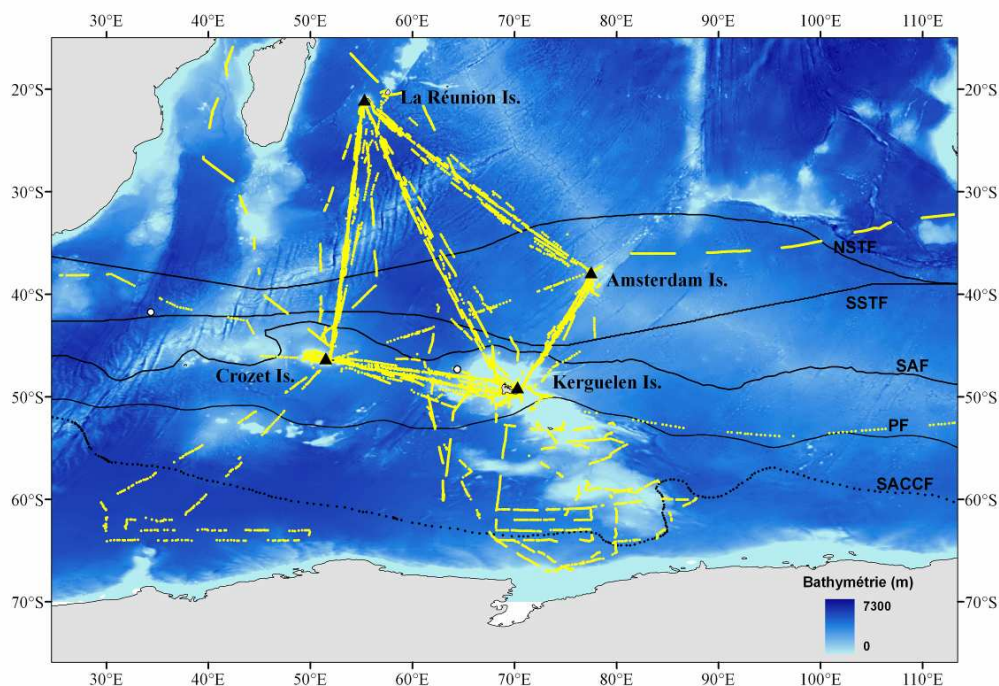 30°E 40°E 50°E 60°E 70°E 80°E 90°E 100°E 110°E
20°S 20°S
La Réunion Is.
30°S 30°S
NSTF
Amsterdam Is.
40°S 40°S
SSTF
SAF
Crozet Is.
Kerguelen Is.
50°S 50°S
PF
SACCF
60°S 60°S
Bathymétrie (m)
7300
70°S 70°S
0
30°E 40°E 50°E 60°E 70°E 80°E 90°E 100°E 110°E